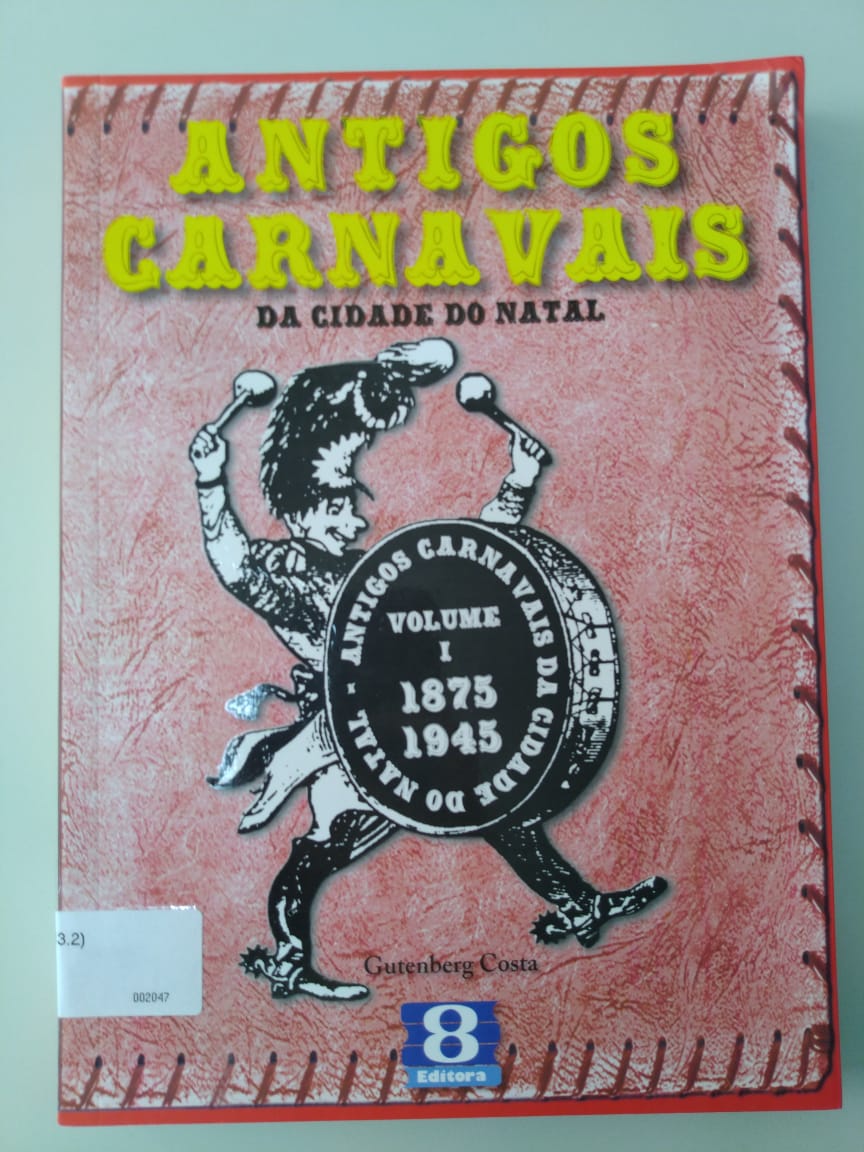 ANTIGOS
CARNAVAIS
DA CIDADE DO NATAL
ANTIGOS CARNAVAIS DA CIDADE DO NATAL -
VOLUME
I
1875
1945
3.2)
002047
Gutenberg Costa
8
Editora